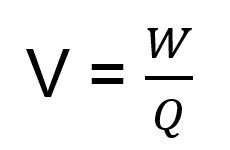 V = W/Q